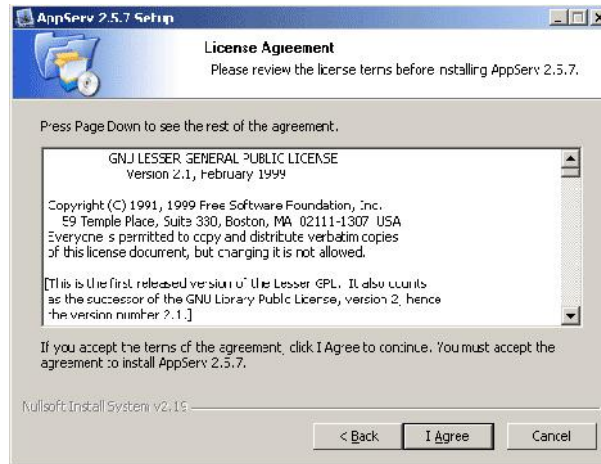 AppServ 2.5.7 Setup
License Agreement
Please review the license terms before installing AppServ 2.5.7.
Press Page Down to see the rest of the agreement.
GNU LESSER GENERAL PUBLIC LICENSE
Version 2.1, February 1999
Copyright (C) 1991, 1999 Free Software Foundation, Inc.
59 Temple Place, Suite 330, Boston, MA 02111-1307 USA
Everyone is permitted to copy and distribute verbatim copies
of this license document, but changing it is not allowed.
[This is the first released version of the Lesser GPL. It also counts
as the successor of the GNU Library Public License, version 2, hence
the version number 2.1.]
If you accept the terms of the agreement, click I Agree to continue. You must accept the
agreement to install AppServ 2.5.7.
Nullsoft Install System v2.19
< Back
I Agree
Cancel